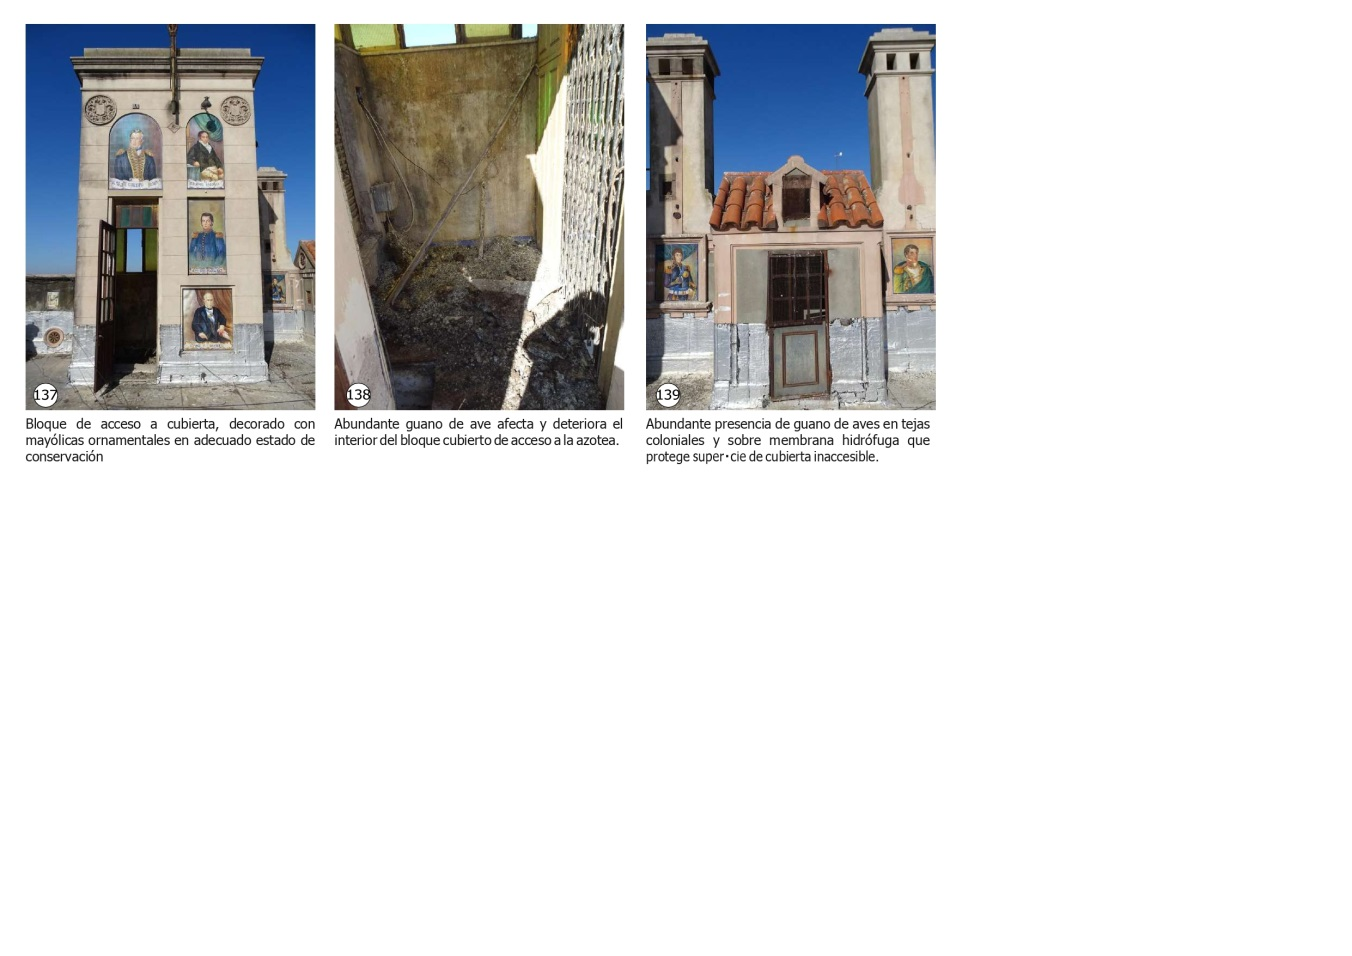 137
Bloque de acceso a cubierta, decorado con
mayólicas ornamentales en adecuado estado de
conservación
138
Abundante guano de ave afecta y deteriora el
interior del bloque cubierto de acceso a la azotea.
139
Abundante presencia de guano de aves en tejas
coloniales y sobre membrana hidrófuga que
protege super·cie de cubierta inaccesible.